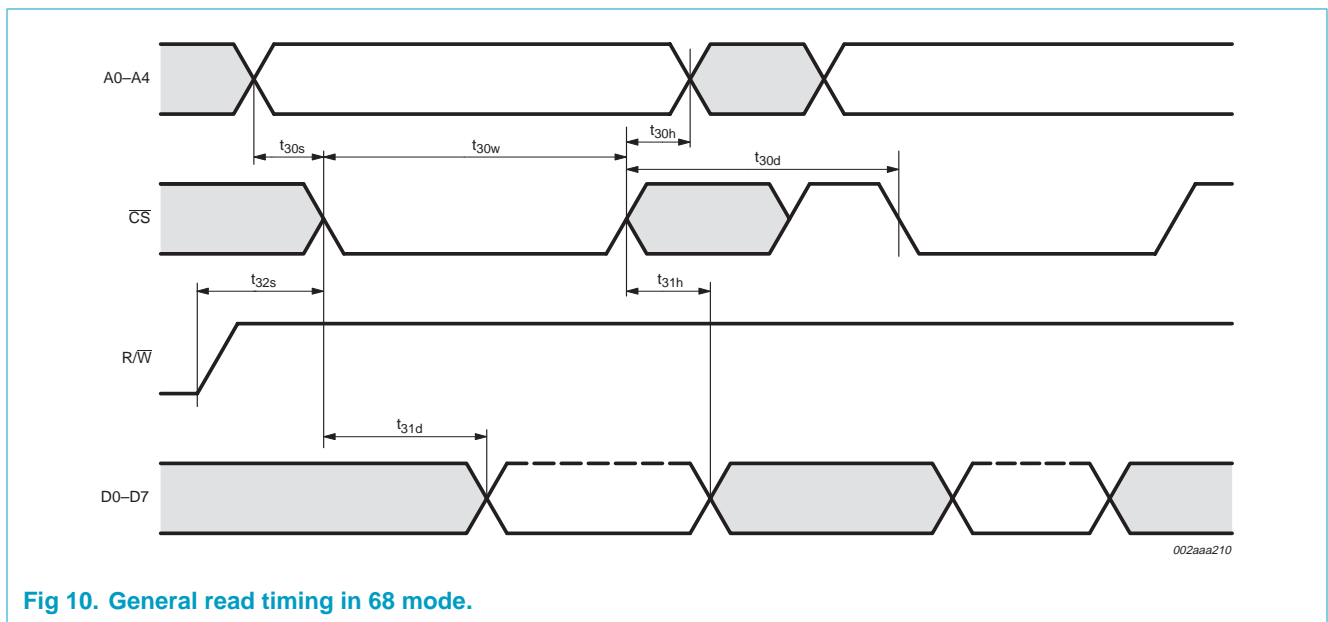 A0–A4
t30h
t30s
t30w
t30d
CS
t32s
t31h
R/W
t31d
D0–D7
002aaa210
Fig 10. General read timing in 68 mode.